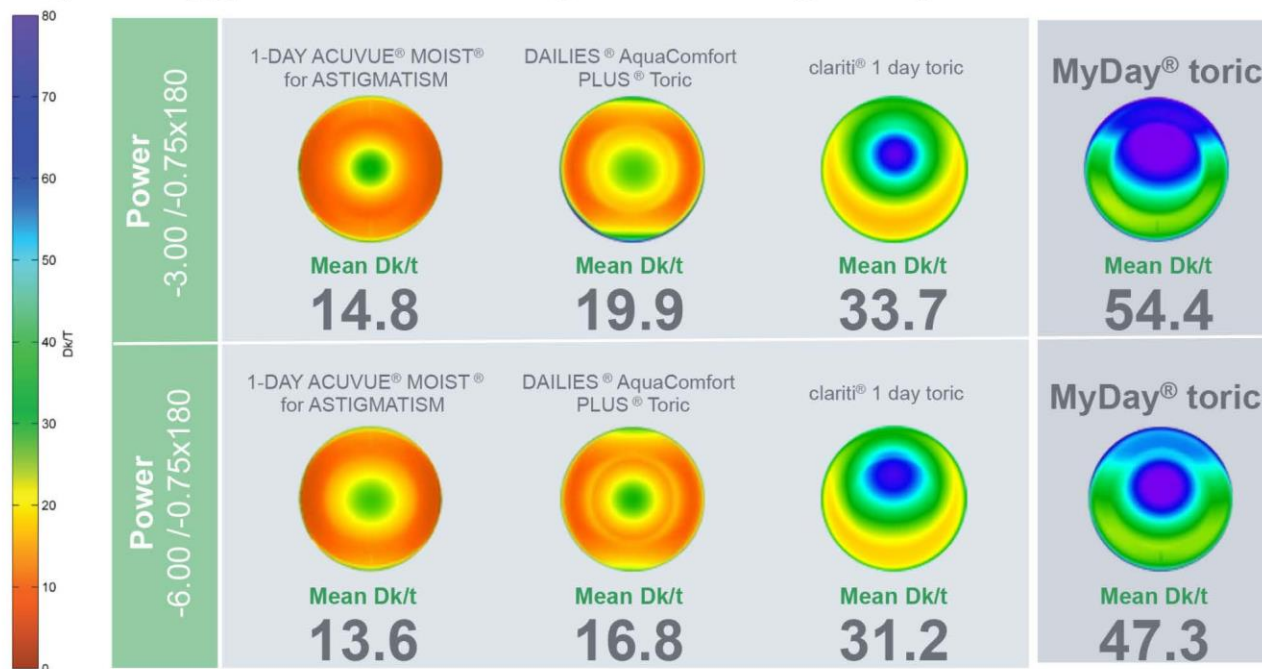 80
70
60
50
40
30
20
10
0
Dk/T
Power
-3.00 /-0.75x180
1-DAY ACUVUE® MOIST®
for ASTIGMATISM
Mean Dk/t
14.8
DAILIES® AquaComfort
PLUS® Toric
Mean Dk/t
19.9
clariti® 1 day toric
Mean Dk/t
33.7
MyDay® toric
Mean Dk/t
54.4
Power
-6.00 /-0.75x180
1-DAY ACUVUE® MOIST®
for ASTIGMATISM
Mean Dk/t
13.6
DAILIES® AquaComfort
PLUS® Toric
Mean Dk/t
16.8
clariti® 1 day toric
Mean Dk/t
31.2
MyDay® toric
Mean Dk/t
47.3